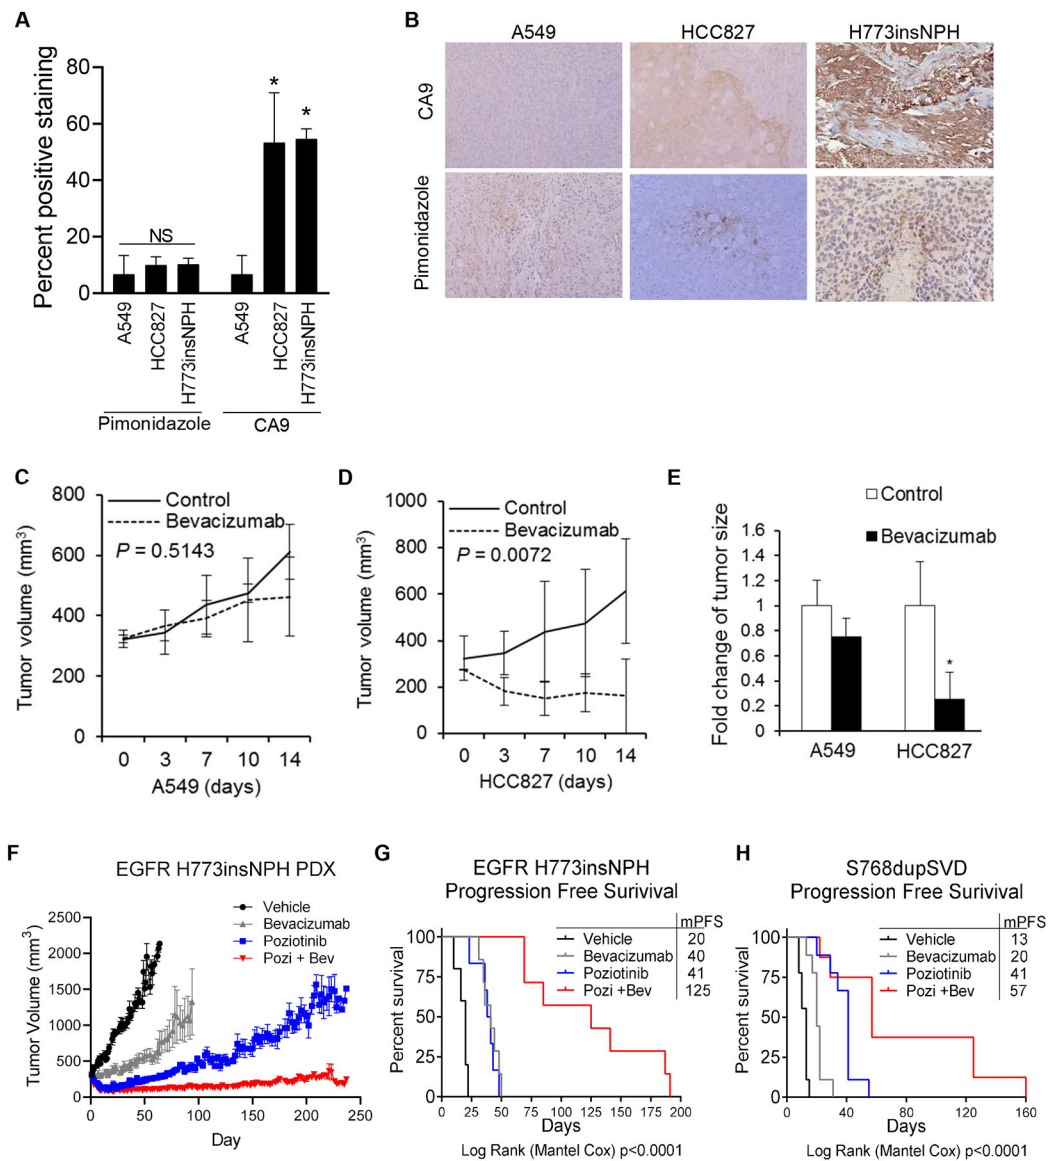 A
Percent positive staining
80
60
40
20
0
NS
*
*
A549
HCC827
H773insNPH
A549
HCC827
H773insNPH
Pimonidazole
CA9
B
A549
HCC827
H773insNPH
CA9
Pimonidazole
C
Tumor volume (mm3)
800
600
400
200
0
Control
Bevacizumab
P = 0.5143
0 3 7 10 14
A549 (days)
D
Tumor volume (mm3)
1000
800
600
400
200
0
Control
Bevacizumab
P = 0.0072
0 3 7 10 14
HCC827 (days)
E
Control
Bevacizumab
Fold change of tumor size
1.6
1.4
1.2
1
0.8
0.6
0.4
0.2
0
*
A549 HCC827
F
EGFR H773insNPH PDX
Vehicle
Bevacizumab
Poziotinib
Pozi + Bev
Tumor Volume (mm3)
2500
2000
1500
1000
500
0
0 50 100 150 200 250
Day
G
EGFR H773insNPH
Progression Free Surivival
mPFS
Vehicle 20
Bevacizumab 40
Poziotinib 41
Pozi +Bev 125
Percent survival
100
75
50
25
0
0 25 50 75 100 125 150 175 200
Days
Log Rank (Mantel Cox) p<0.0001
H
S768dupSVD
Progression Free Surivival
mPFS
Vehicle 13
Bevacizumab 20
Poziotinib 41
Pozi +Bev 57
Percent survival
100
75
50
25
0
0 40 80 120 160
Days
Log Rank (Mantel Cox) p<0.0001